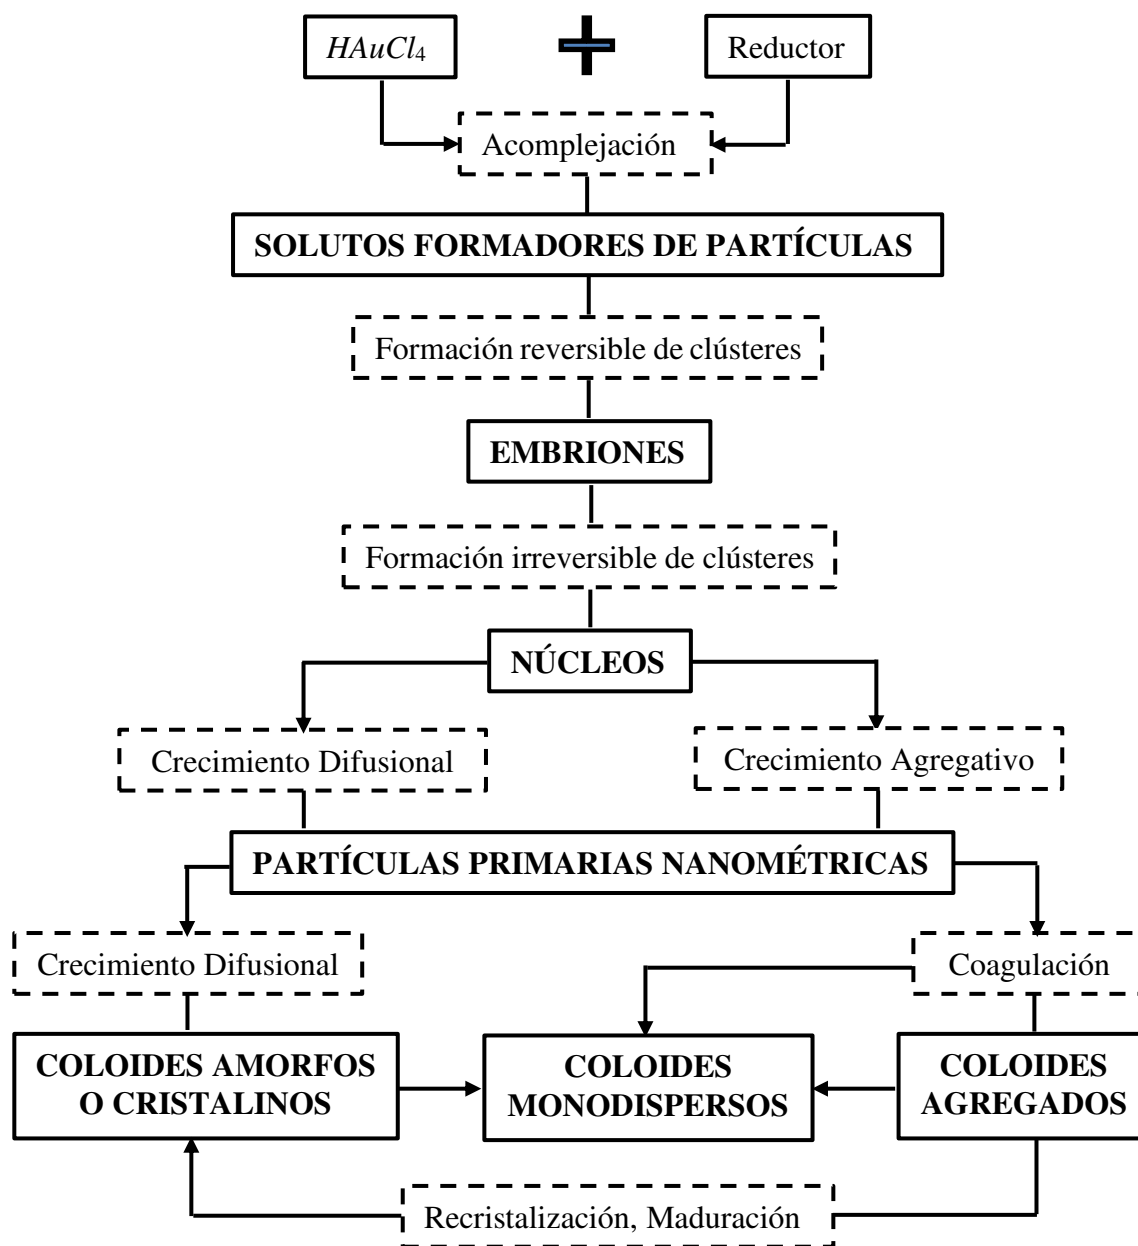 HAuCl4
Reductor
Acomplejación
SOLUTOS FORMADORES DE PARTÍCULAS
Formación reversible de clústeres
EMBRIONES
Formación irreversible de clústeres
NÚCLEOS
Crecimiento Difusional
Crecimiento Agregativo
PARTÍCULAS PRIMARIAS NANOMÉTRICAS
Crecimiento Difusional
Coagulación
COLOIDES AMORFOS
O CRISTALINOS
COLOIDES
MONODISPERSOS
COLOIDES
AGREGADOS
Recristalización, Maduración